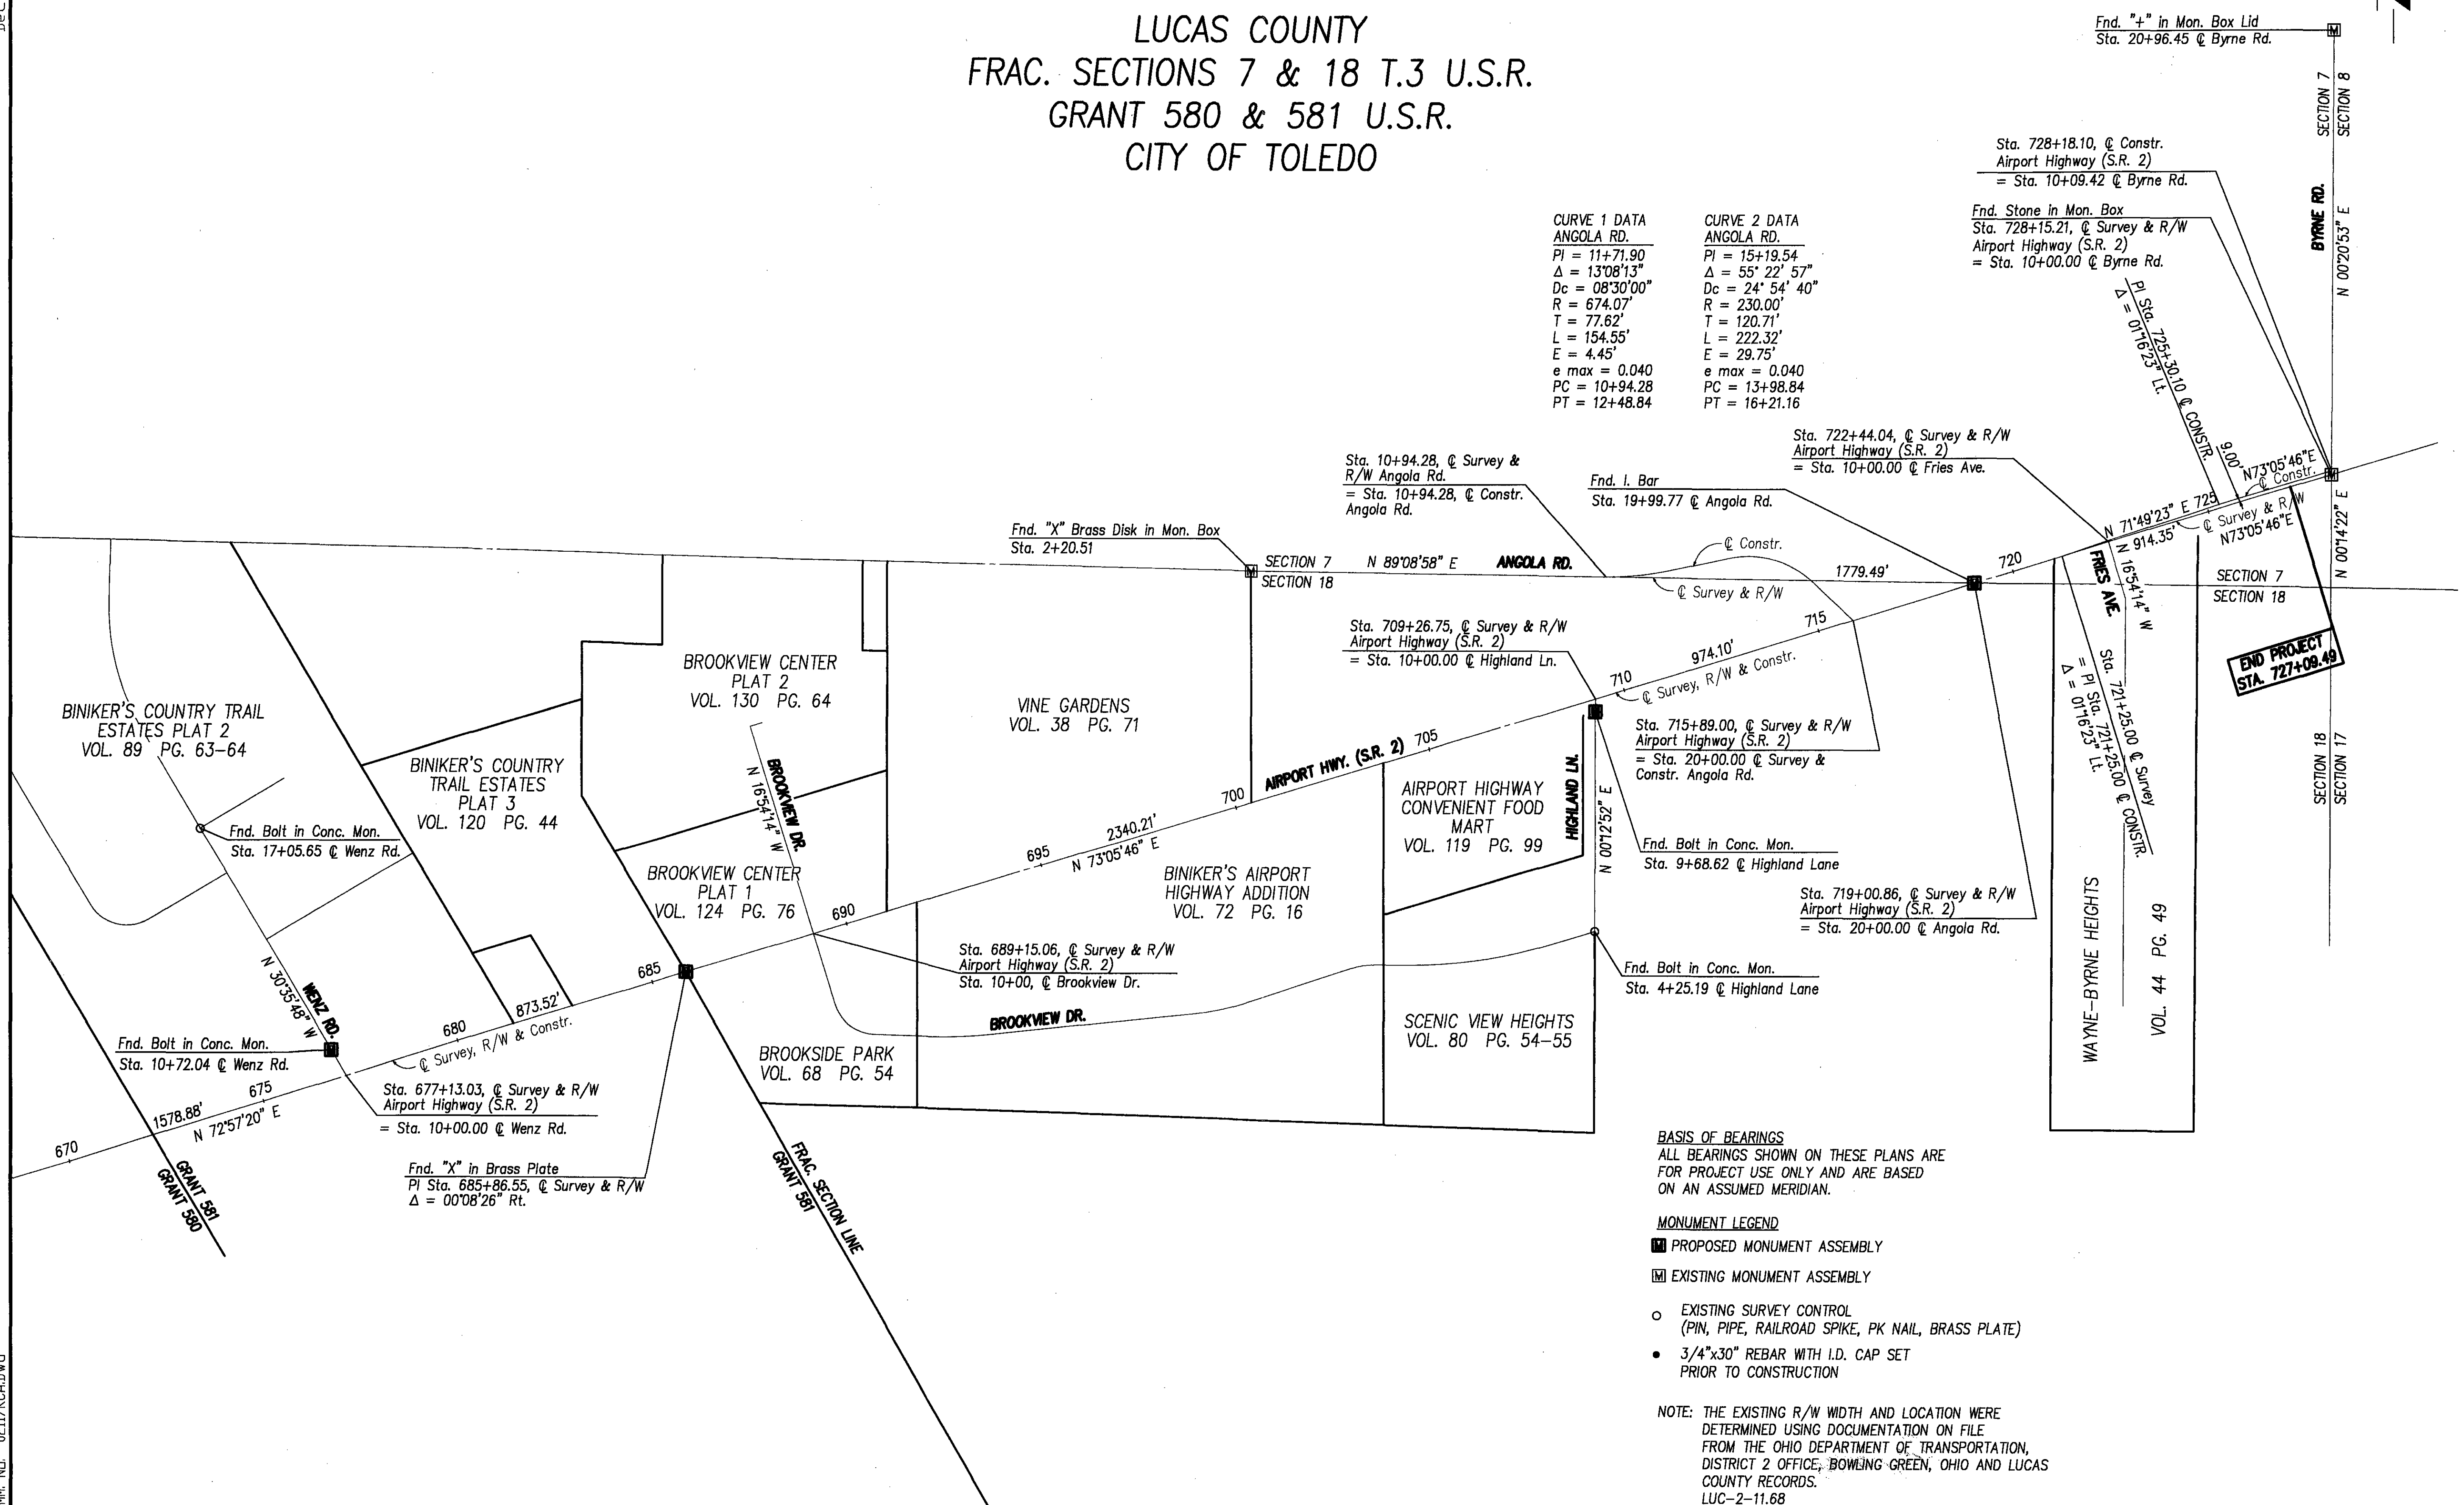 LUCAS COUNTY
FRAC. SECTIONS 7 & 18 T.3 U.S.R.
GRANT 580 & 581 U.S.R.
CITY OF TOLEDO
Fnd. "+" in Mon. Box Lid
Sta. 20+96.45 ℄ Byrne Rd.
SECTION 7
SECTION 8
BYRNE RD.
N 00°20'53" E
Sta. 728+18.10, ℄ Constr.
Airport Highway (S.R. 2)
= Sta. 10+09.42 ℄ Byrne Rd.
Fnd. Stone in Mon. Box
Sta. 728+15.21, ℄ Survey & R/W
Airport Highway (S.R. 2)
= Sta. 10+00.00 ℄ Byrne Rd.
CURVE 1 DATA
ANGOLA RD.
PI = 11+71.90
Δ = 13°08'13"
Dc = 08°30'00"
R = 674.07'
T = 77.62'
L = 154.55'
E = 4.45'
e max = 0.040
PC = 10+94.28
PT = 12+48.84
CURVE 2 DATA
ANGOLA RD.
PI = 15+19.54
Δ = 55° 22' 57"
Dc = 24° 54' 40"
R = 230.00'
T = 120.71'
L = 222.32'
E = 29.75'
e max = 0.040
PC = 13+98.84
PT = 16+21.16
PI Sta. 725+30.10 ℄ CONSTR.
Δ = 01°16'23" Lt.
9.00'
N73°05'46"E
℄ Constr.
N 71°49'23" E
725
914.35'
℄ Survey & R/W
N73°05'46"E
N 00°14'22" E
Sta. 722+44.04, ℄ Survey & R/W
Airport Highway (S.R. 2)
= Sta. 10+00.00 ℄ Fries Ave.
Sta. 10+94.28, ℄ Survey &
R/W Angola Rd.
= Sta. 10+94.28, ℄ Constr.
Angola Rd.
Fnd. I. Bar
Sta. 19+99.77 ℄ Angola Rd.
Fnd. "X" Brass Disk in Mon. Box
Sta. 2+20.51
SECTION 7
SECTION 18
N 89°08'58" E
ANGOLA RD.
℄ Constr.
℄ Survey & R/W
1779.49'
720
FRIES AVE.
N 16°54'14" W
SECTION 7
SECTION 18
END PROJECT
STA. 727+09.49
SECTION 18
SECTION 17
Sta. 721+25.00 ℄ Survey
= PI Sta. 721+25.00 ℄ CONSTR.
Δ = 01°16'23" Lt.
Sta. 709+26.75, ℄ Survey & R/W
Airport Highway (S.R. 2)
= Sta. 10+00.00 ℄ Highland Ln.
715
974.10'
710
℄ Survey, R/W & Constr.
Sta. 715+89.00, ℄ Survey & R/W
Airport Highway (S.R. 2)
= Sta. 20+00.00 ℄ Survey &
Constr. Angola Rd.
BINIKER'S COUNTRY TRAIL
ESTATES PLAT 2
VOL. 89 PG. 63-64
BROOKVIEW CENTER
PLAT 2
VOL. 130 PG. 64
VINE GARDENS
VOL. 38 PG. 71
BINIKER'S COUNTRY
TRAIL ESTATES
PLAT 3
VOL. 120 PG. 44
BROOKVIEW DR.
N 16°54'14" W
705
AIRPORT HWY. (S.R. 2)
700
2340.21'
695
N 73°05'46" E
AIRPORT HIGHWAY
CONVENIENT FOOD
MART
VOL. 119 PG. 99
HIGHLAND LN.
N 00°12'52" E
Fnd. Bolt in Conc. Mon.
Sta. 17+05.65 ℄ Wenz Rd.
Fnd. Bolt in Conc. Mon.
Sta. 9+68.62 ℄ Highland Lane
BROOKVIEW CENTER
PLAT 1
VOL. 124 PG. 76
BINIKER'S AIRPORT
HIGHWAY ADDITION
VOL. 72 PG. 16
690
Sta. 719+00.86, ℄ Survey & R/W
Airport Highway (S.R. 2)
= Sta. 20+00.00 ℄ Angola Rd.
WAYNE-BYRNE HEIGHTS
VOL. 44 PG. 49
Sta. 689+15.06, ℄ Survey & R/W
Airport Highway (S.R. 2)
Sta. 10+00, ℄ Brookview Dr.
Fnd. Bolt in Conc. Mon.
Sta. 4+25.19 ℄ Highland Lane
685
N 30°35'48" W
WENZ RD.
873.52'
680
℄ Survey, R/W & Constr.
BROOKVIEW DR.
SCENIC VIEW HEIGHTS
VOL. 80 PG. 54-55
BROOKSIDE PARK
VOL. 68 PG. 54
Fnd. Bolt in Conc. Mon.
Sta. 10+72.04 ℄ Wenz Rd.
675
1578.88'
N 72°57'20" E
670
Sta. 677+13.03, ℄ Survey & R/W
Airport Highway (S.R. 2)
= Sta. 10+00.00 ℄ Wenz Rd.
GRANT 581
GRANT 580
Fnd. "X" in Brass Plate
PI Sta. 685+86.55, ℄ Survey & R/W
Δ = 00°08'26" Rt.
FRAC. SECTION LINE
GRANT 581
BASIS OF BEARINGS
ALL BEARINGS SHOWN ON THESE PLANS ARE
FOR PROJECT USE ONLY AND ARE BASED
ON AN ASSUMED MERIDIAN.
MONUMENT LEGEND
M PROPOSED MONUMENT ASSEMBLY
M EXISTING MONUMENT ASSEMBLY
EXISTING SURVEY CONTROL
(PIN, PIPE, RAILROAD SPIKE, PK NAIL, BRASS PLATE)
3/4"x30" REBAR WITH I.D. CAP SET
PRIOR TO CONSTRUCTION
NOTE: THE EXISTING R/W WIDTH AND LOCATION WERE
DETERMINED USING DOCUMENTATION ON FILE
FROM THE OHIO DEPARTMENT OF TRANSPORTATION,
DISTRICT 2 OFFICE, BOWLING GREEN, OHIO AND LUCAS
COUNTY RECORDS.
LUC-2-11.68